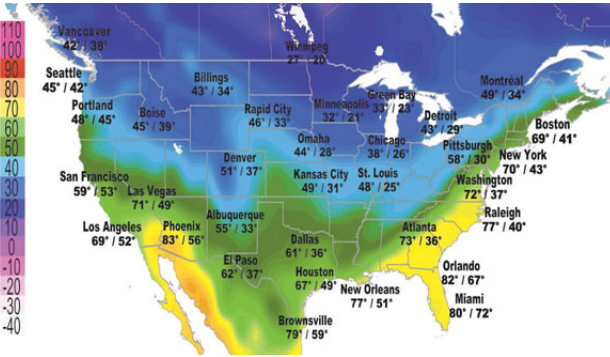 110
100
90
80
70
60
50
40
30
20
10
0
-10
-20
-30
-40
Vancouver
42° / 38°
Winnipeg
27° / 20°
Seattle
45° / 42°
Billings
43° / 34°
Montréal
49° / 34°
Portland
48° / 45°
Boise
45° / 39°
Rapid City
46° / 33°
Minneapolis
32° / 21°
Green Bay
33° / 23°
Detroit
43° / 29°
Boston
69° / 41°
Omaha
44° / 28°
Chicago
38° / 26°
Pittsburgh
58° / 30°
New York
70° / 43°
Denver
51° / 37°
Kansas City
49° / 31°
St. Louis
48° / 25°
Washington
72° / 37°
San Francisco
59° / 53°
Las Vegas
71° / 49°
Raleigh
77° / 40°
Los Angeles
69° / 52°
Phoenix
83° / 56°
Albuquerque
55° / 33°
Dallas
61° / 36°
Atlanta
73° / 36°
El Paso
62° / 37°
Houston
67° / 49°
New Orleans
77° / 51°
Orlando
82° / 67°
Miami
80° / 72°
Brownsville
79° / 59°